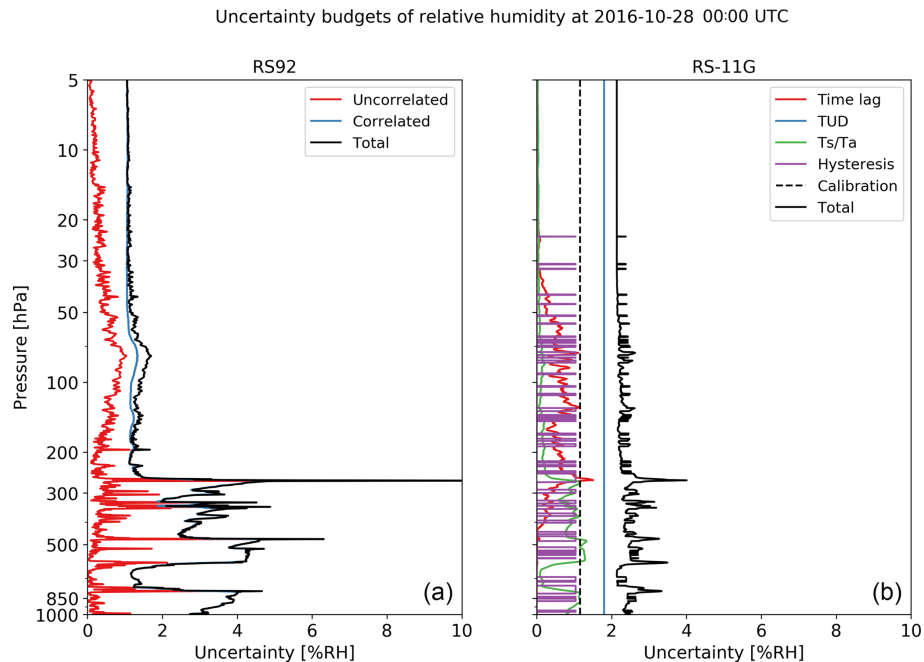 Uncertainty budgets of relative humidity at 2016-10-28 00:00 UTC
RS92
Uncorrelated
Correlated
Total
5
10
20
30
50
100
200
300
500
850
1000
Pressure [hPa]
0
2
4
6
8
10
Uncertainty [%RH]
(a)
RS-11G
Time lag
TUD
Ts/Ta
Hysteresis
Calibration
Total
0
2
4
6
8
10
Uncertainty [%RH]
(b)